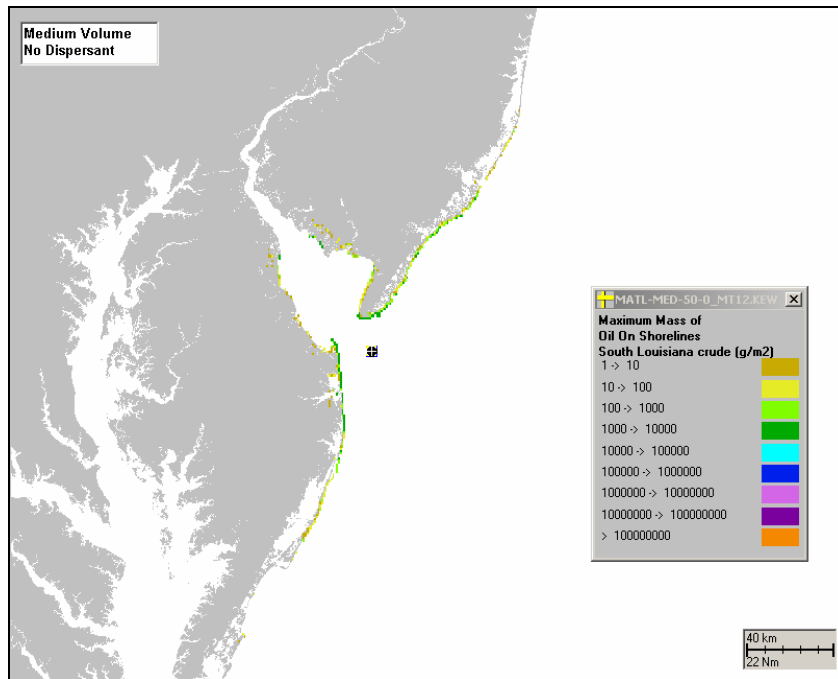 Medium Volume
No Dispersant
MATL-MED-50-0_MT12.KEW
Maximum Mass of
Oil On Shorelines
South Louisiana crude (g/m2)
1 -> 10
10 -> 100
100 -> 1000
1000 -> 10000
10000 -> 100000
100000 -> 1000000
1000000 -> 10000000
10000000 -> 100000000
> 100000000
40 km
22 Nm